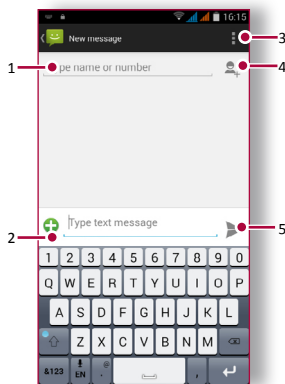 16:15
New message
3
1
pe name or number
4
Type text message
2
5
1 2 3 4 5 6 7 8 9 0
Q W E R T Y U I O P
A S D F G H J K L
Z X C V B N M
&123 EN . @ ,